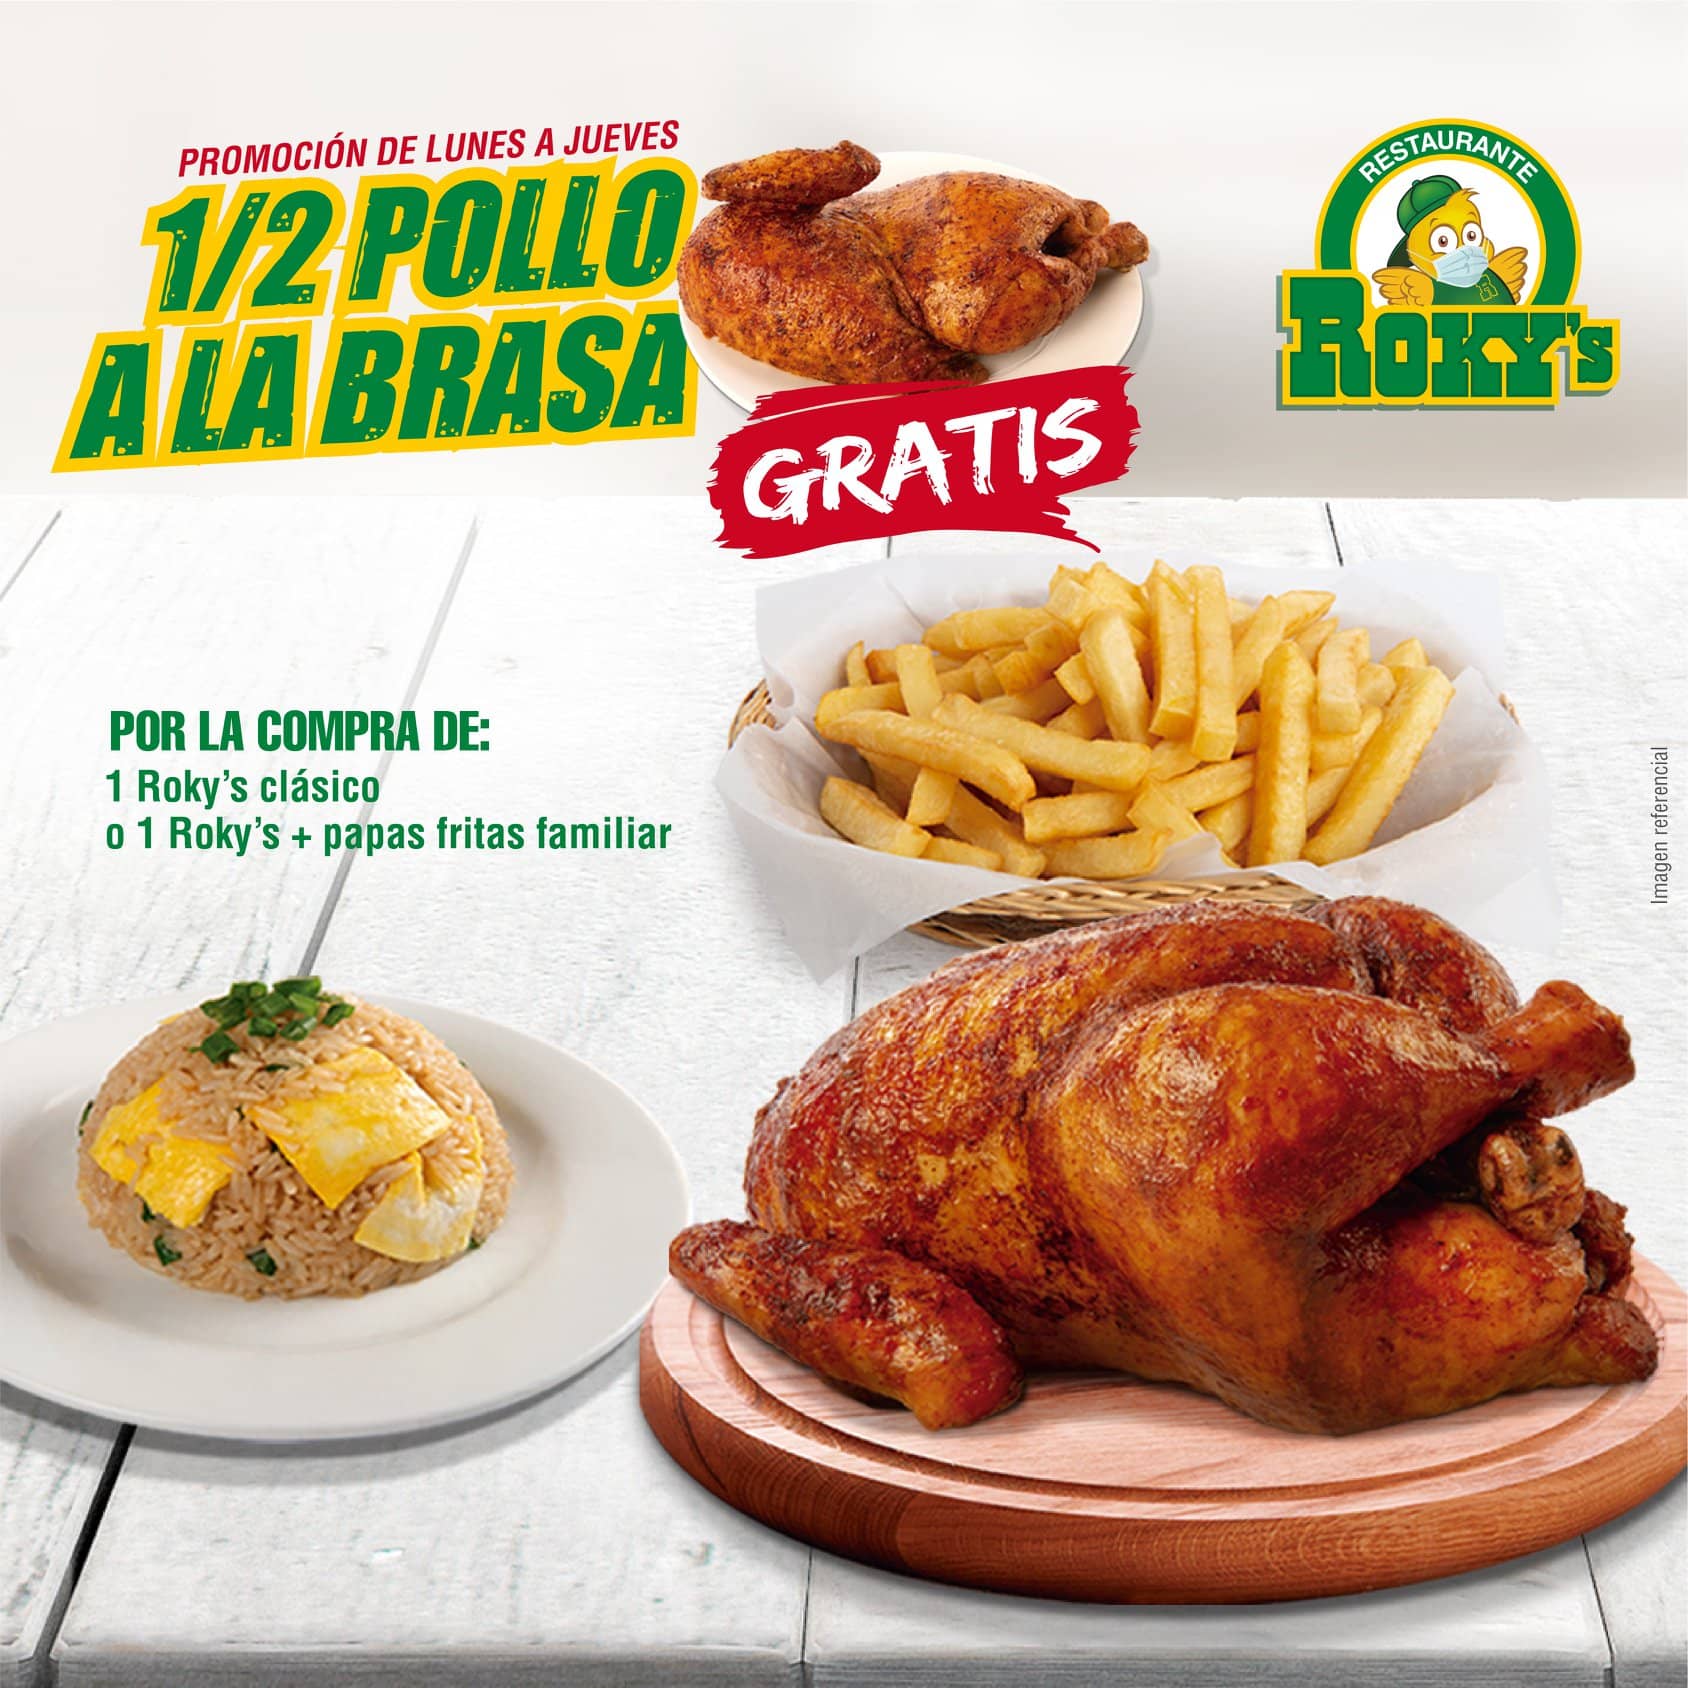 PROMOCIÓN DE LUNES A JUEVES
1/2 POLLO
A LA BRASA
GRATIS
RESTAURANTE
ROKY's
POR LA COMPRA DE:
1 Roky's clásico
o 1 Roky's + papas fritas familiar
Imagen referencial